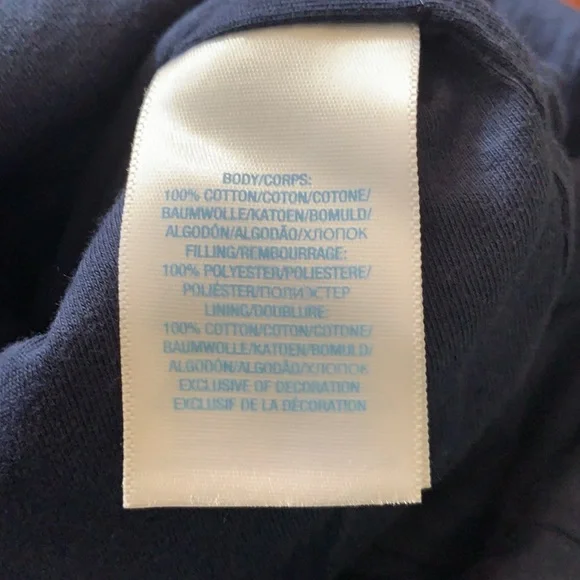 BODY/CORPS:
100% COTTON/COTON/COTONE/
BAUMWOLLE/KATOEN/BOMULD/
ALGODÓN/ALGODÃO/ХЛОПОК
FILLING/REMBOURRAGE:
100% POLYESTER/POLIESTERE/
POLIÉSTER/ПОЛИЭСТЕР
LINING/DOUBLURE:
100% COTTON/COTON/COTONE/
BAUMWOLLE/KATOEN/BOMULD/
ALGODÓN/ALGODÃO/ХЛОПОК
EXCLUSIVE OF DECORATION
EXCLUSIF DE LA DÉCORATION